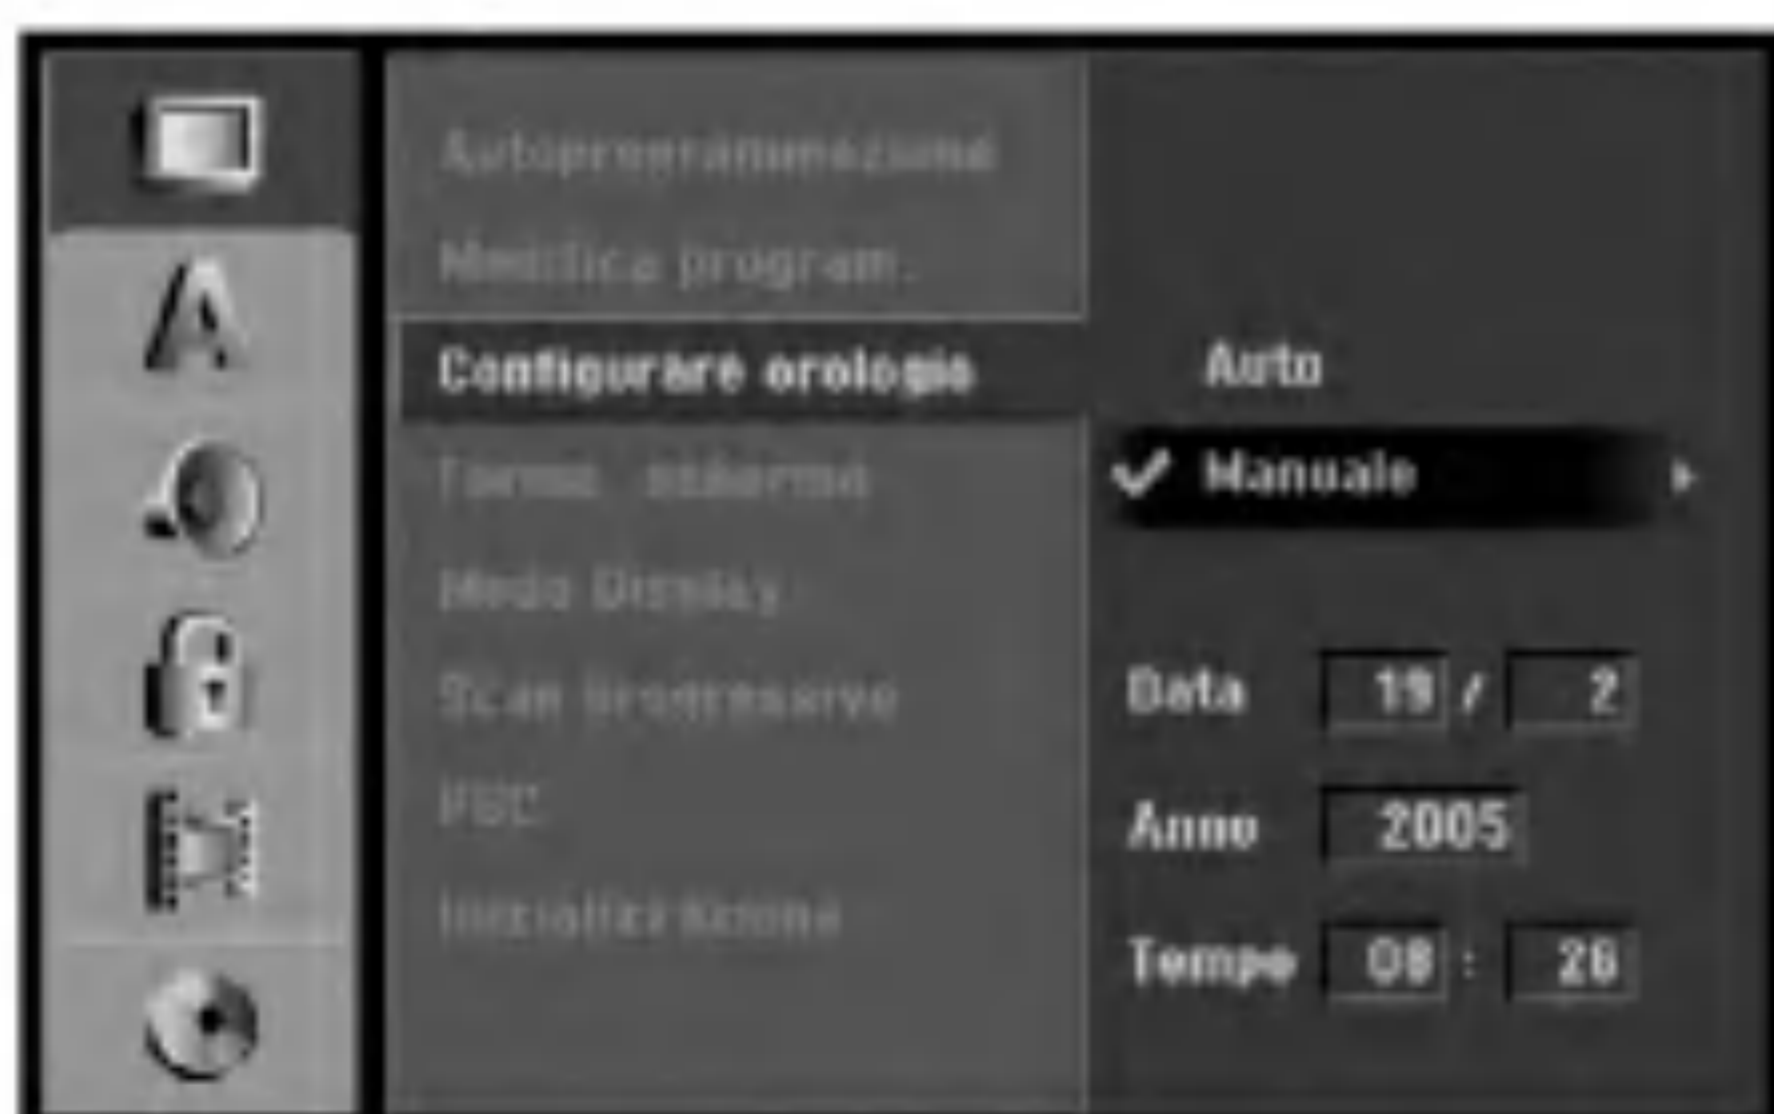 Autoprogrammazione
Modifica program.
Configurare orologio
Auto
Manuale
Modo Display
Scan progressivo
PBC
Data 19 / 2
Anno 2005
Tempo 08 : 26